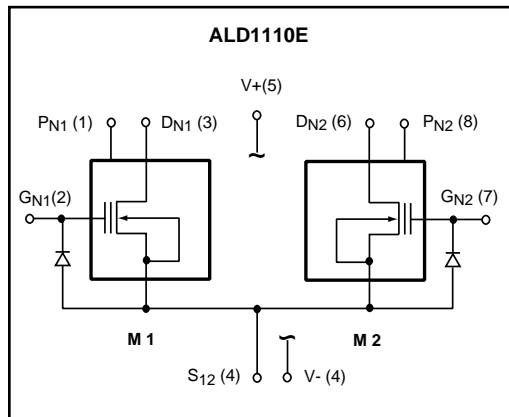 ALD1110E
V+(5)
PN1 (1) DN1 (3) DN2 (6) PN2 (8)
GN1(2) GN2 (7)
M 1 M 2
S12 (4) V- (4)
~
~